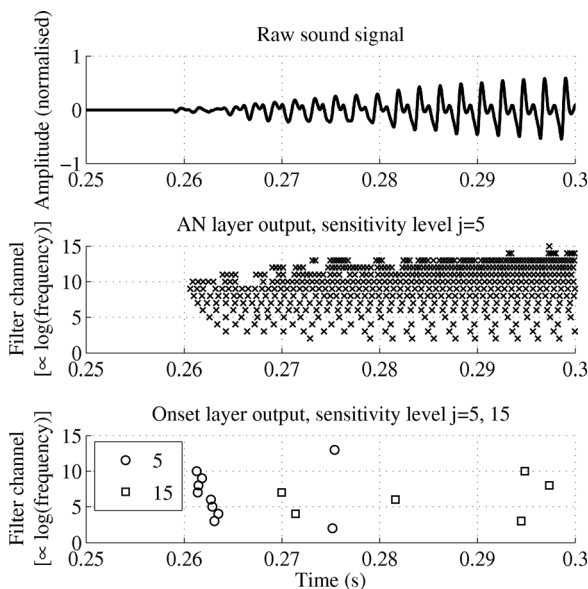 Raw sound signal
Amplitude (normalised)
1
0
−1
0.25 0.26 0.27 0.28 0.29 0.3
AN layer output, sensitivity level j=5
Filter channel
[∝ log(frequency)]
15
10
5
0
0.25 0.26 0.27 0.28 0.29 0.3
Onset layer output, sensitivity level j=5, 15
Filter channel
[∝ log(frequency)]
15
10
5
0
5
15
0.25 0.26 0.27 0.28 0.29 0.3
Time (s)